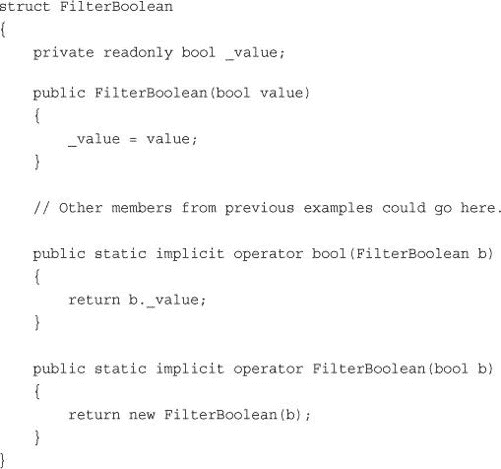 struct FilterBoolean
{
    private readonly bool _value;
    public FilterBoolean(bool value)
    {
        _value = value;
    }
    // Other members from previous examples could go here.
    public static implicit operator bool(FilterBoolean b)
    {
        return b._value;
    }
    public static implicit operator FilterBoolean(bool b)
    {
        return new FilterBoolean(b);
    }
}